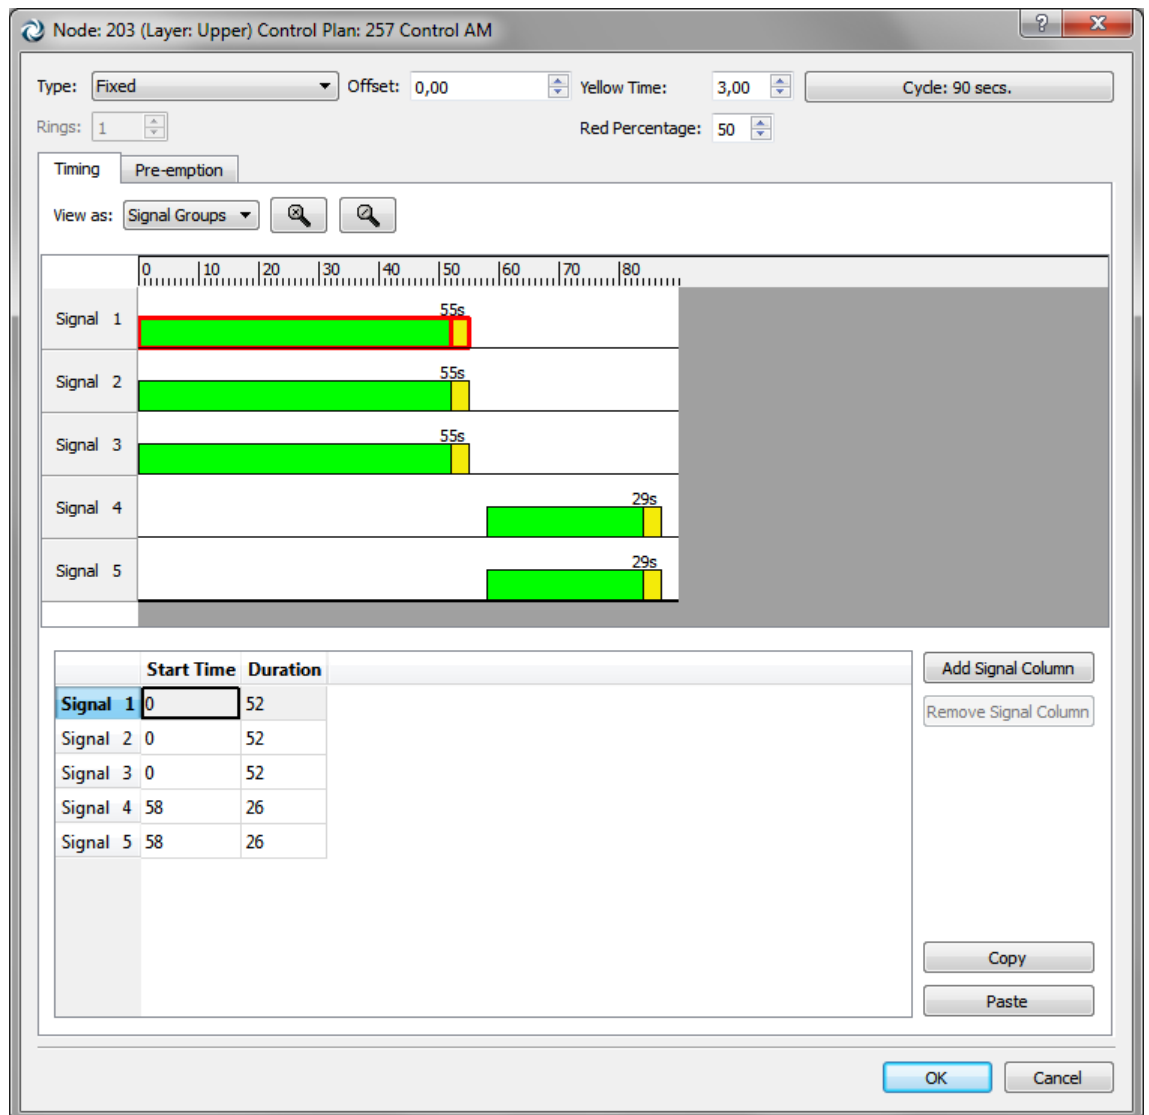 Node: 203 (Layer: Upper) Control Plan: 257 Control AM
Type: Fixed Offset: 0,00 Yellow Time: 3,00 Cycle: 90 secs.
Rings: 1 Red Percentage: 50
Timing Pre-emption
View as: Signal Groups
0 10 20 30 40 50 60 70 80
Signal 1 55s
Signal 2 55s
Signal 3 55s
Signal 4 29s
Signal 5 29s
Start Time Duration Add Signal Column
Signal 1 0 52 Remove Signal Column
Signal 2 0 52
Signal 3 0 52
Signal 4 58 26
Signal 5 58 26
Copy
Paste
OK Cancel